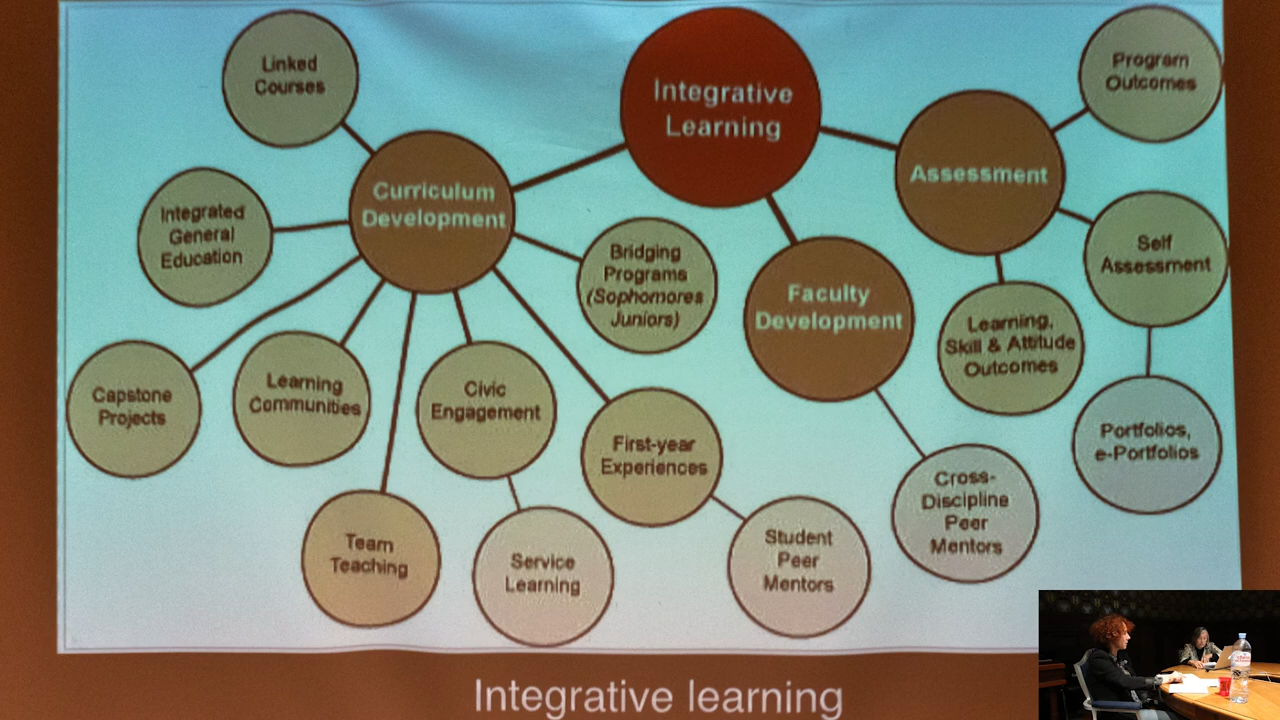 Integrative
Learning
Linked
Courses
Program
Outcomes
Curriculum
Development
Assessment
Integrated
General
Education
Bridging
Programs
(Sophomores
Juniors)
Faculty
Development
Self
Assessment
Learning,
Skill & Attitude
Outcomes
Capstone
Projects
Learning
Communities
Civic
Engagement
First-year
Experiences
Portfolios,
e-Portfolios
Cross-
Discipline
Peer
Mentors
Team
Teaching
Service
Learning
Student
Peer
Mentors
Integrative learning